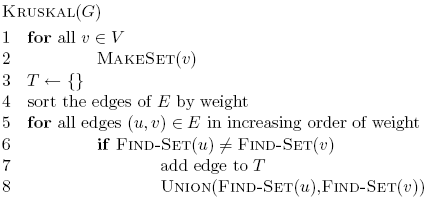 KRUSKAL(G)
1 for all v ∈ V
2 MAKESET(v)
3 T ← {}
4 sort the edges of E by weight
5 for all edges (u, v) ∈ E in increasing order of weight
6 if FIND-SET(u) ≠ FIND-SET(v)
7 add edge to T
8 UNION(FIND-SET(u),FIND-SET(v))